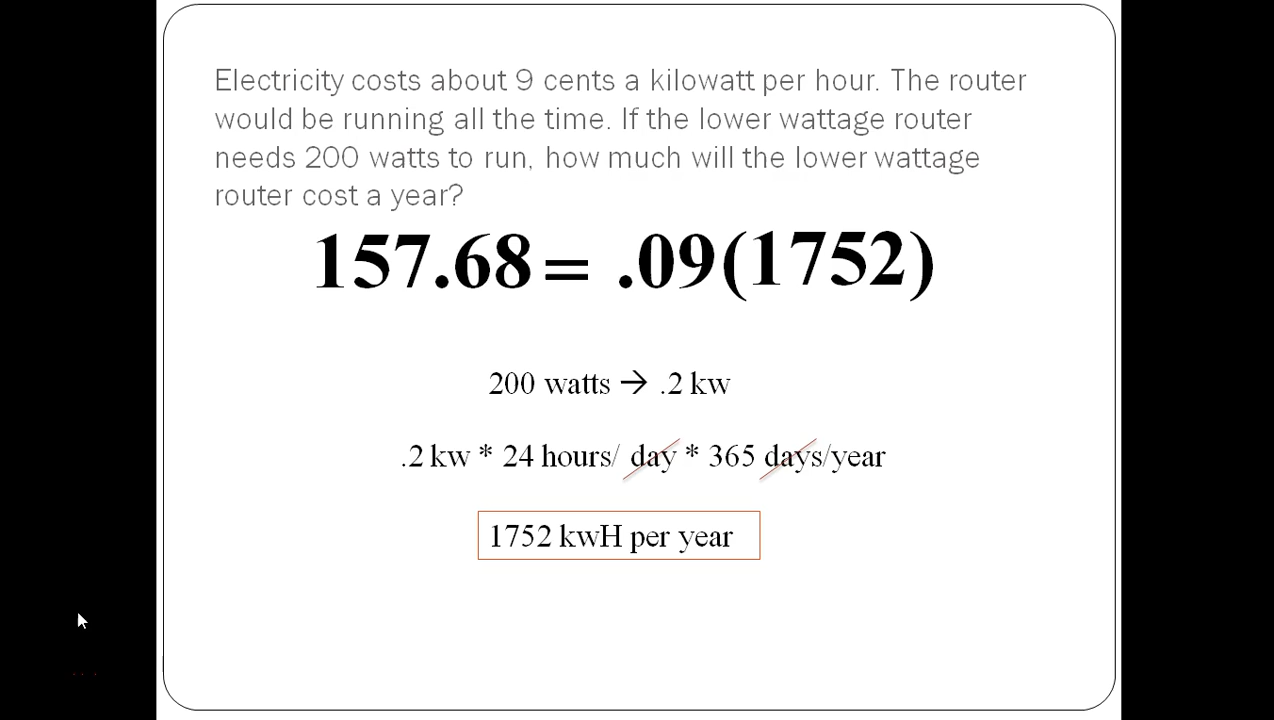 Electricity costs about 9 cents a kilowatt per hour. The router
would be running all the time. If the lower wattage router
needs 200 watts to run, how much will the lower wattage
router cost a year?
157.68 = .09(1752)
200 watts → .2 kw
.2 kw * 24 hours/ day * 365 days/year
1752 kwH per year